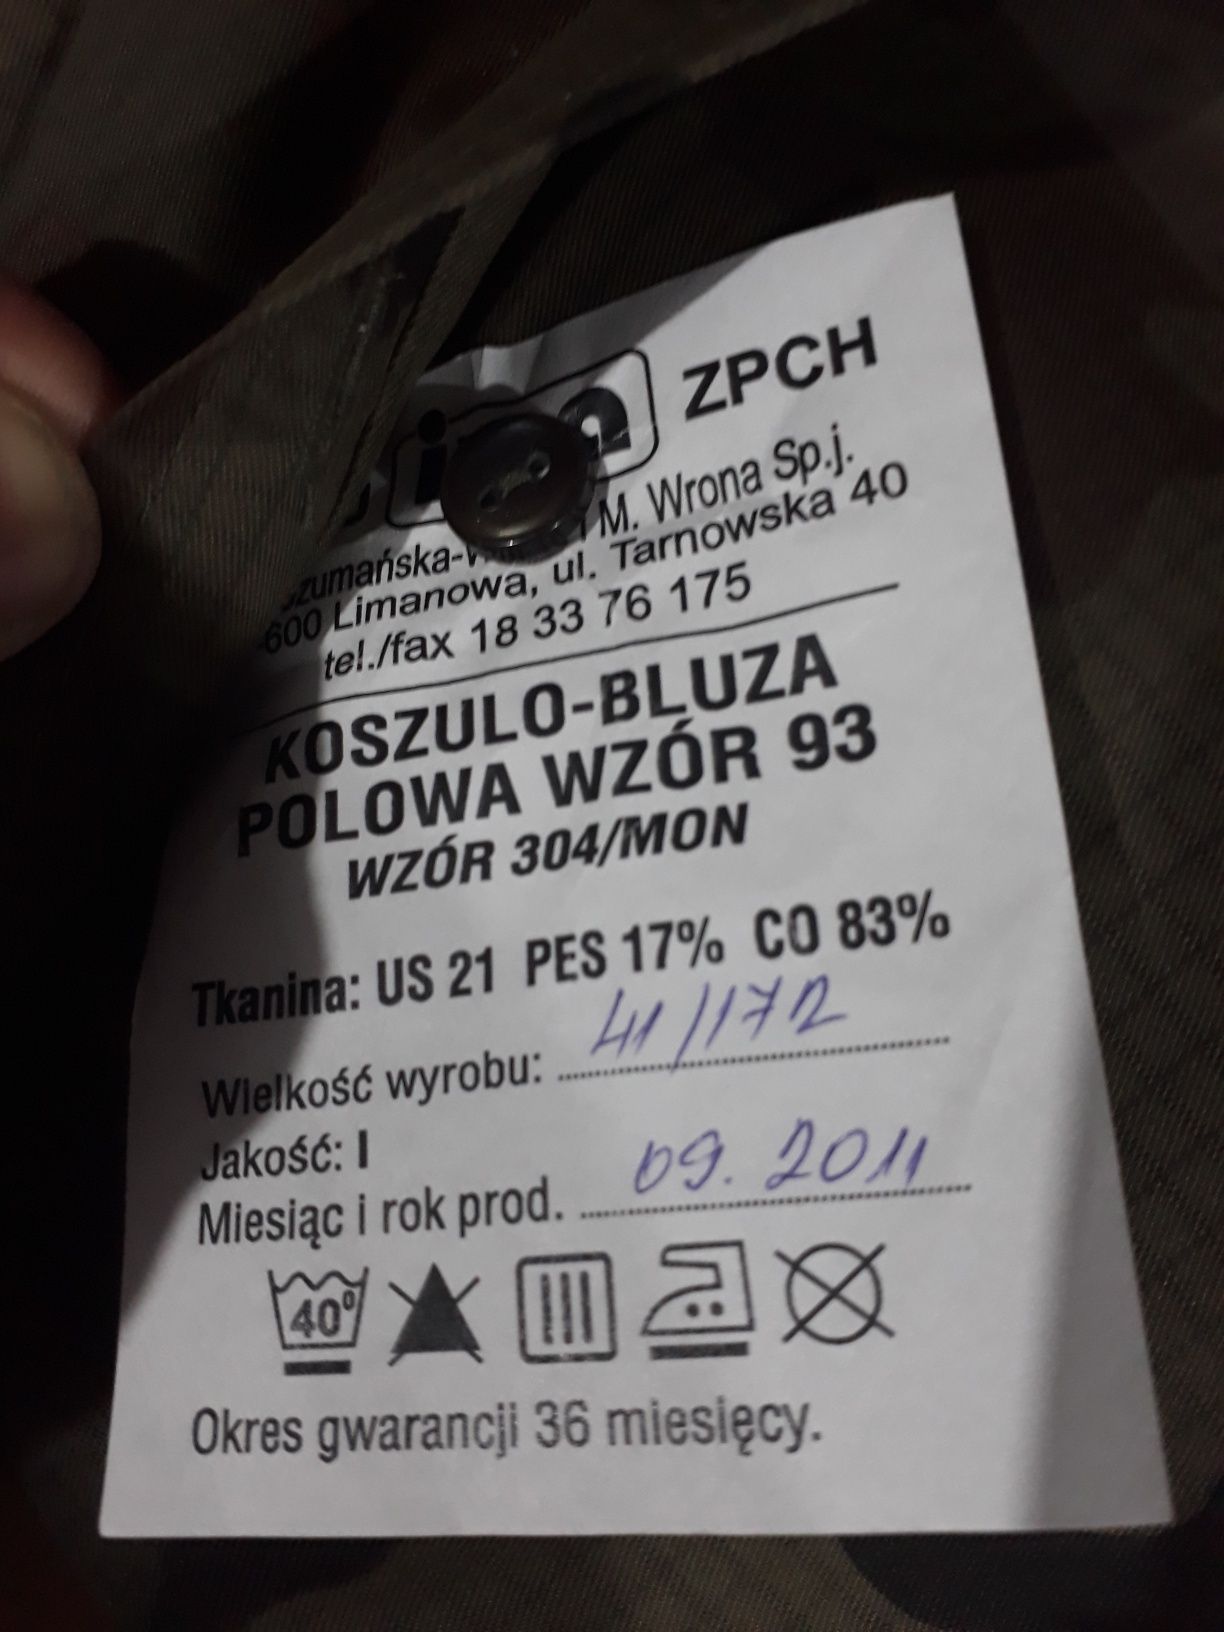 ZPCH
i M. Wrona Sp.j.
600 Limanowa, ul. Tarnowska 40
tel./fax 18 33 76 175
KOSZULO-BLUZA
POLOWA WZÓR 93
WZÓR 304/MON
Tkanina: US 21 PES 17% CO 83%
Wielkość wyrobu: 41/172
Jakość: I
Miesiąc i rok prod. 09.2011
40°
Okres gwarancji 36 miesięcy.